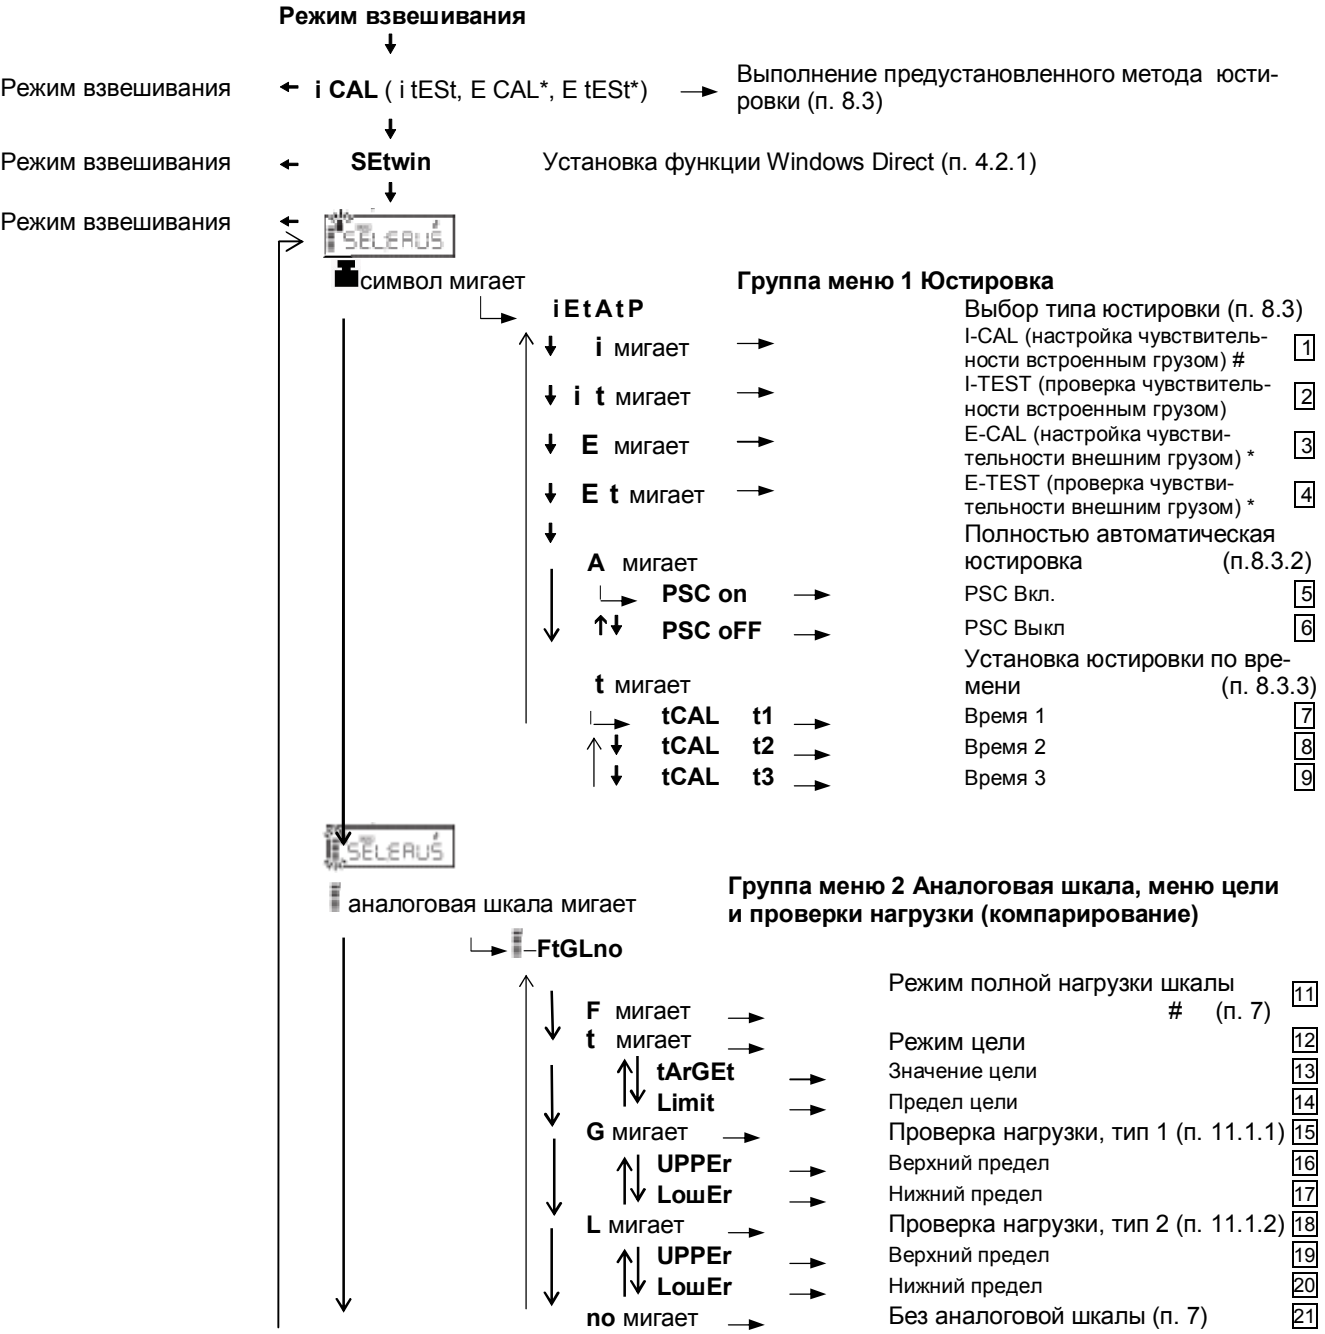 Режим взвешивания
Режим взвешивания i CAL ( i tESt, E CAL*, E tESt*) Выполнение предустановленного метода юсти-
ровки (п. 8.3)
Режим взвешивания SEtwin Установка функции Windows Direct (п. 4.2.1)
Режим взвешивания
символ мигает Группа меню 1 Юстировка
i E t A t P Выбор типа юстировки (п. 8.3)
i мигает I-CAL (настройка чувствитель-
ности встроенным грузом) # 1
i t мигает I-TEST (проверка чувствитель-
ности встроенным грузом) 2
E мигает E-CAL (настройка чувстви-
тельности внешним грузом) * 3
E t мигает E-TEST (проверка чувстви-
тельности внешним грузом) * 4
Полностью автоматическая
A мигает юстировка (п.8.3.2)
PSC on PSC Вкл. 5
PSC oFF PSC Выкл 6
Установка юстировки по вре-
t мигает мени (п. 8.3.3)
tCAL t1 Время 1 7
tCAL t2 Время 2 8
tCAL t3 Время 3 9
Группа меню 2 Аналоговая шкала, меню цели
аналоговая шкала мигает и проверки нагрузки (компарирование)
–FtGLno
Режим полной нагрузки шкалы 11
F мигает # (п. 7)
t мигает Режим цели 12
tArGEt Значение цели 13
Limit Предел цели 14
G мигает Проверка нагрузки, тип 1 (п. 11.1.1) 15
UPPEr Верхний предел 16
LoшEr Нижний предел 17
L мигает Проверка нагрузки, тип 2 (п. 11.1.2) 18
UPPEr Верхний предел 19
LoшEr Нижний предел 20
no мигает Без аналоговой шкалы (п. 7) 21